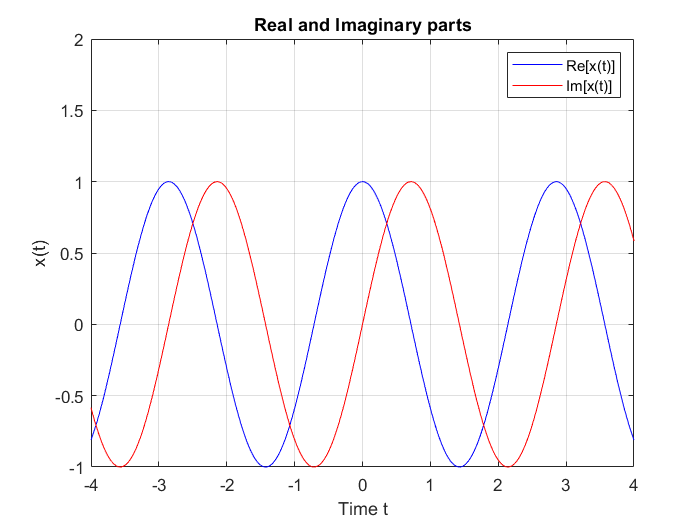 Real and Imaginary parts
2
1.5
1
0.5
0
-0.5
-1
x(t)
Re[x(t)]
Im[x(t)]
-4 -3 -2 -1 0 1 2 3 4
Time t